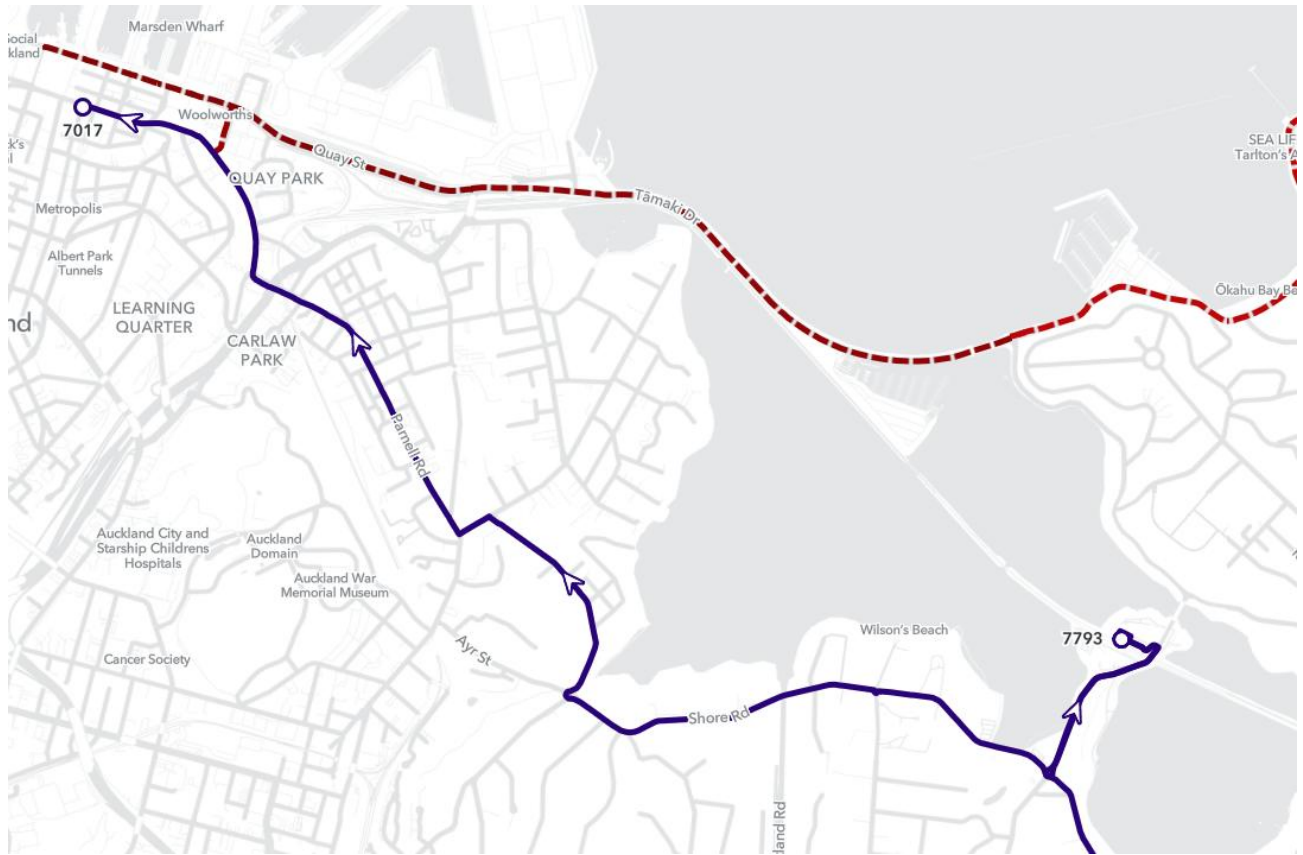 Marsden Wharf
Social
kland
Woolworths
7017
Quay St
QUAY PARK
SEA LIF
Tarlton's A
Tāmaki Dr
Metropolis
Albert Park
Tunnels
LEARNING
QUARTER
nd
CARLAW
PARK
Ōkahu Bay Be
Parnell Rd
Auckland City and
Starship Childrens
Hospitals
Auckland
Domain
Auckland War
Memorial Museum
Ayr St
Cancer Society
Wilson's Beach
7793
Shore Rd
land Rd